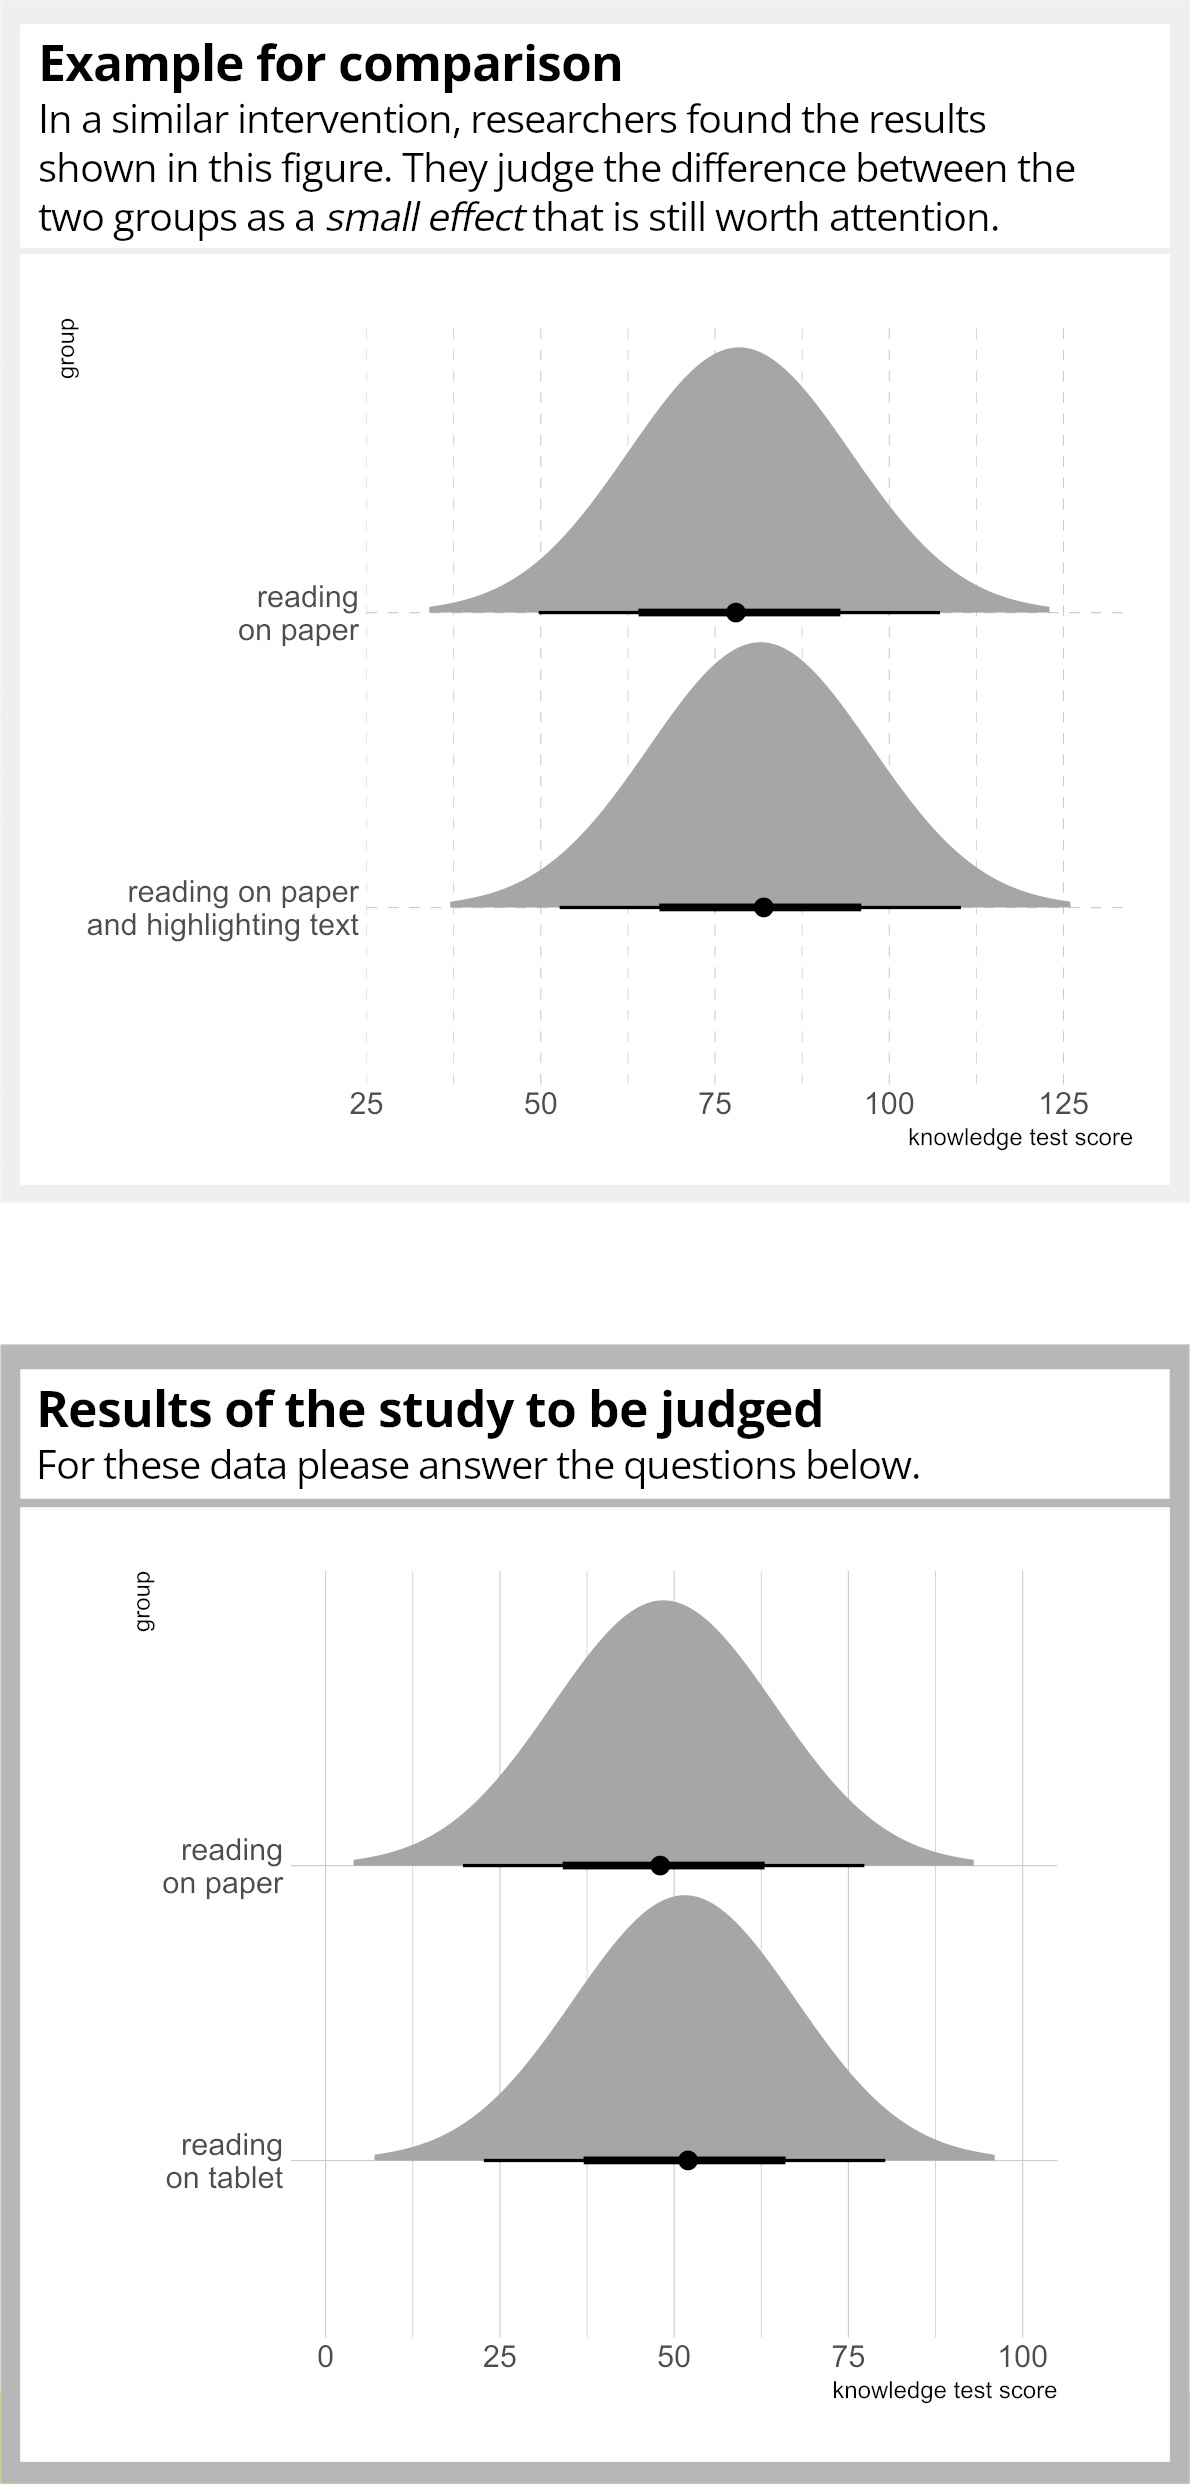 Example for comparison
In a similar intervention, researchers found the results
shown in this figure. They judge the difference between the
two groups as a small effect that is still worth attention.
group
reading
on paper
reading on paper
and highlighting text
25 50 75 100 125
knowledge test score
Results of the study to be judged
For these data please answer the questions below.
group
reading
on paper
reading
on tablet
0 25 50 75 100
knowledge test score